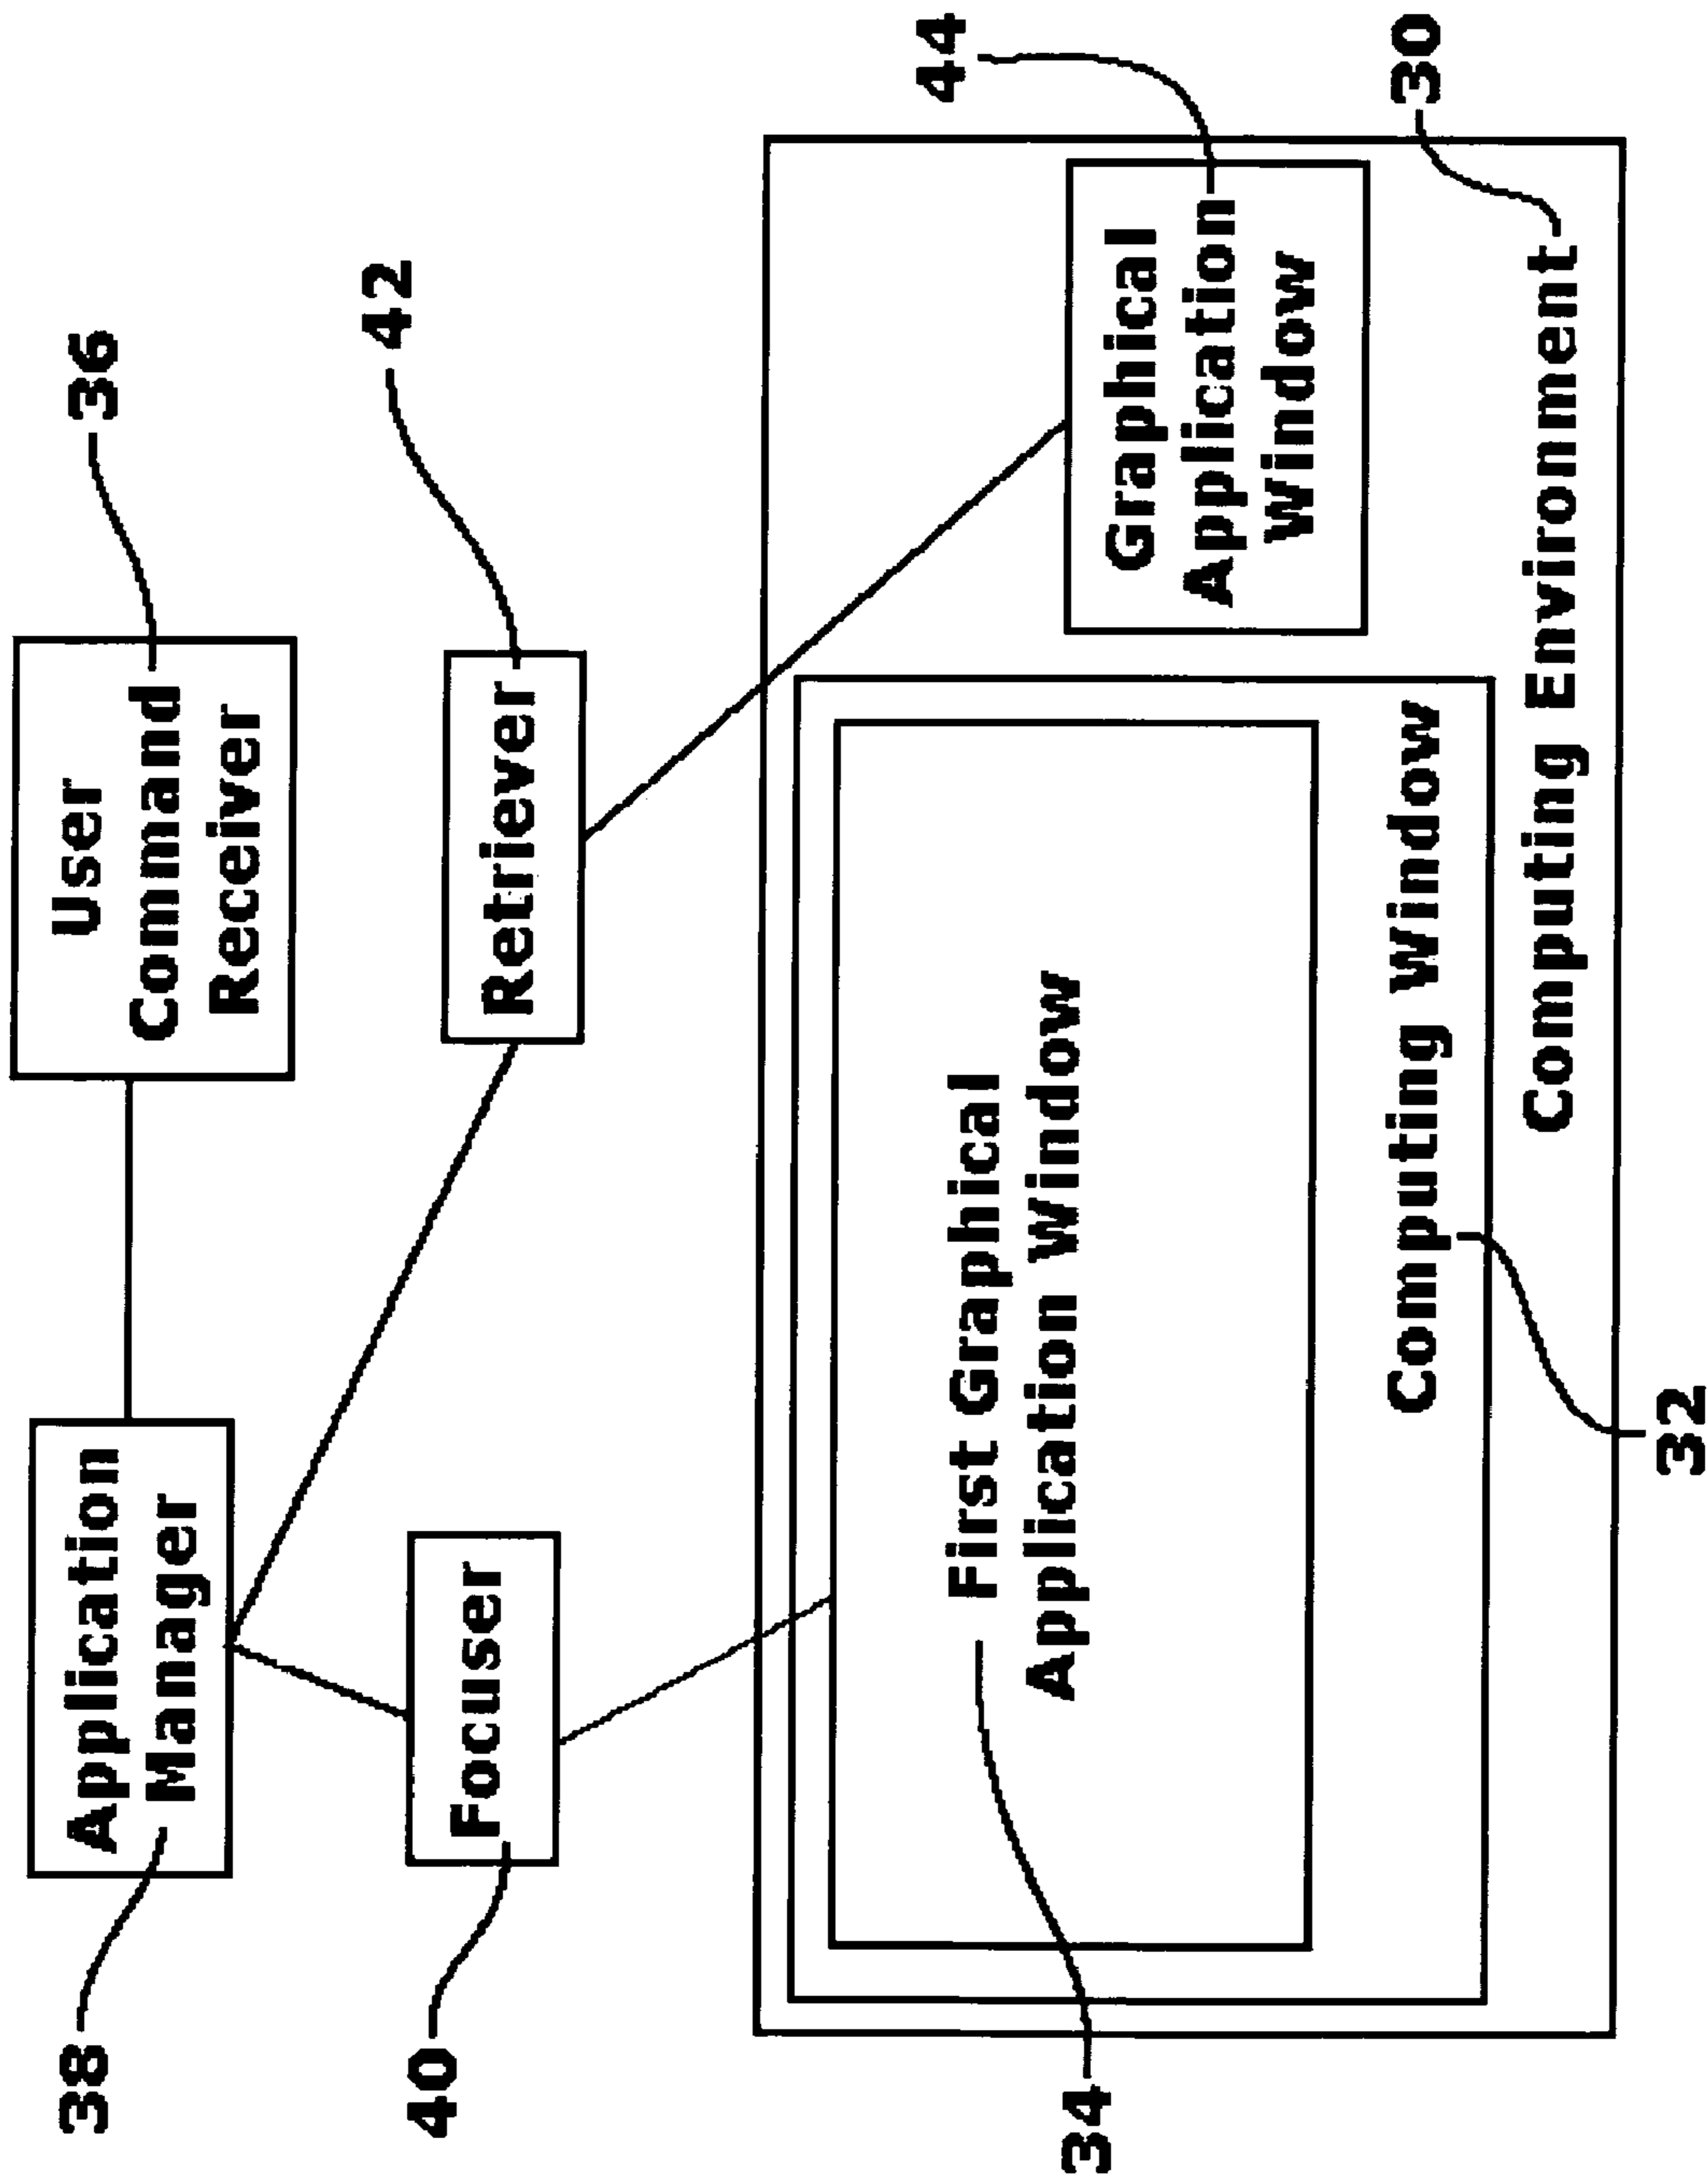 38
Application
Manager
User
Command
Receiver
36
40
Focuser
Retriever
42
34
First Graphical
Application Window
Computing Window
32
Graphical
Application
Window
44
Computing Environment
30